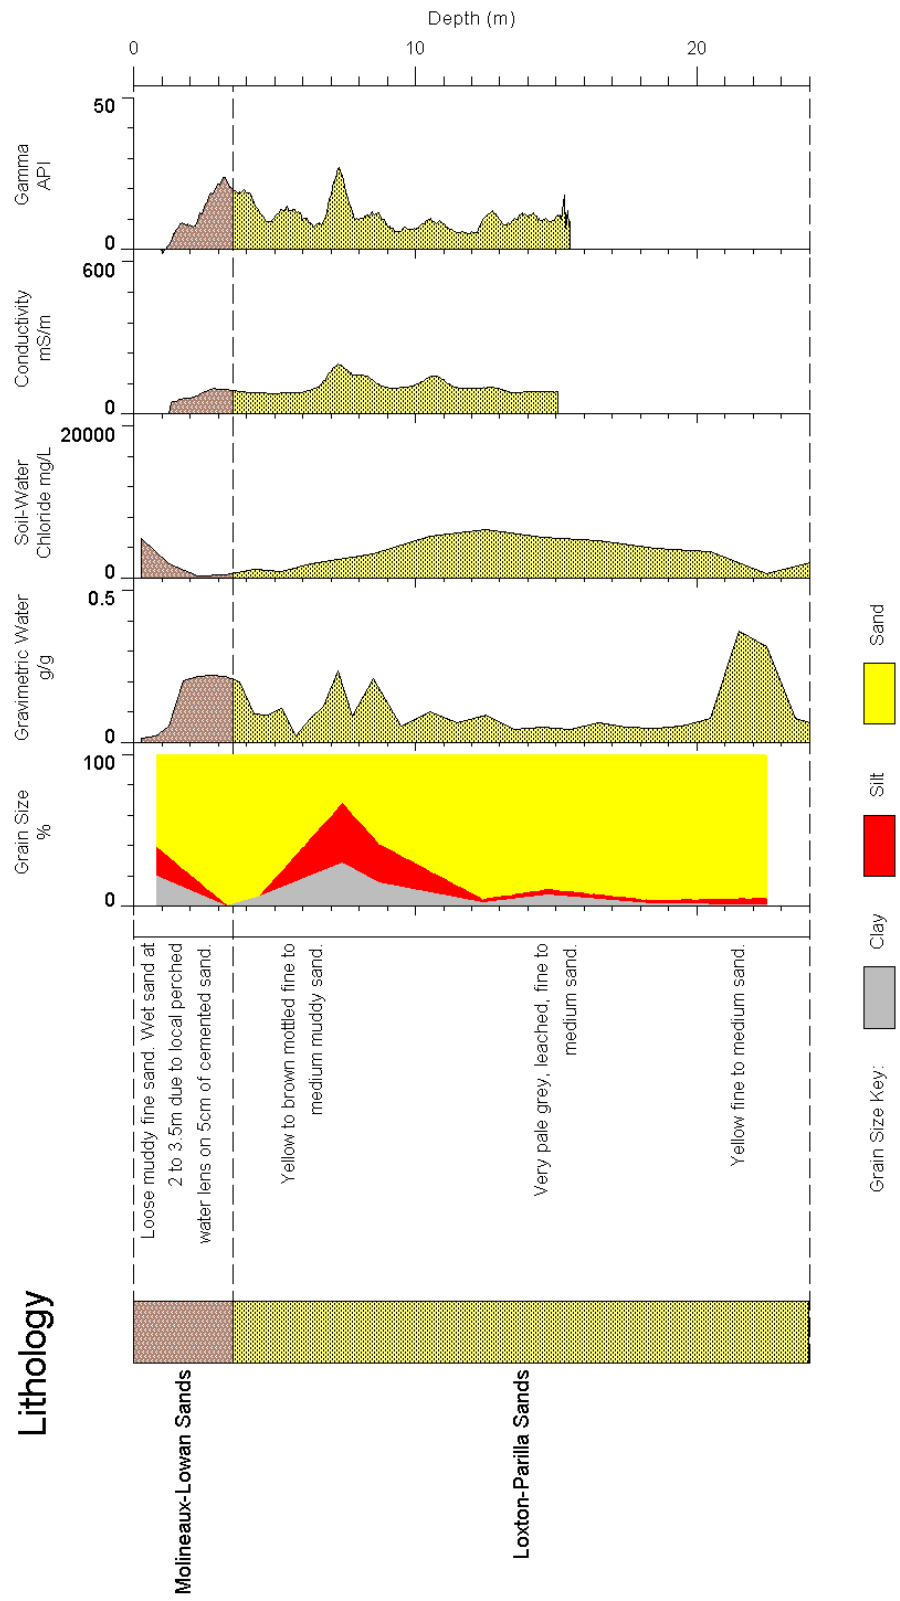 Depth (m)
0
10
20
Gamma
API
50
0
Conductivity
mS/m
600
0
Soil-Water
Chloride mg/L
20000
0
Gravimetric Water
g/g
0.5
0
Grain Size
%
100
0
Loose muddy fine sand. Wet sand at
2 to 3.5m due to local perched
water lens on 5cm of cemented sand.
Yellow to brown mottled fine to
medium muddy sand.
Very pale grey, leached, fine to
medium sand.
Yellow fine to medium sand.
Lithology
Molineaux-Lowan Sands
Loxton-Parilla Sands
Grain Size Key:
Clay
Silt
Sand